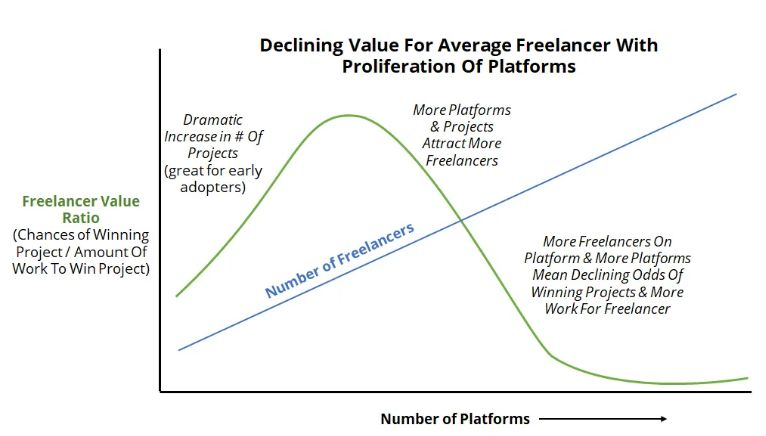 Declining Value For Average Freelancer With
Proliferation Of Platforms
Dramatic
Increase in # Of
Projects
(great for early
adopters)
More Platforms
& Projects
Attract More
Freelancers
Freelancer Value
Ratio
(Chances of Winning
Project / Amount Of
Work To Win Project)
Number of Freelancers
More Freelancers On
Platform & More Platforms
Mean Declining Odds Of
Winning Projects & More
Work For Freelancer
Number of Platforms